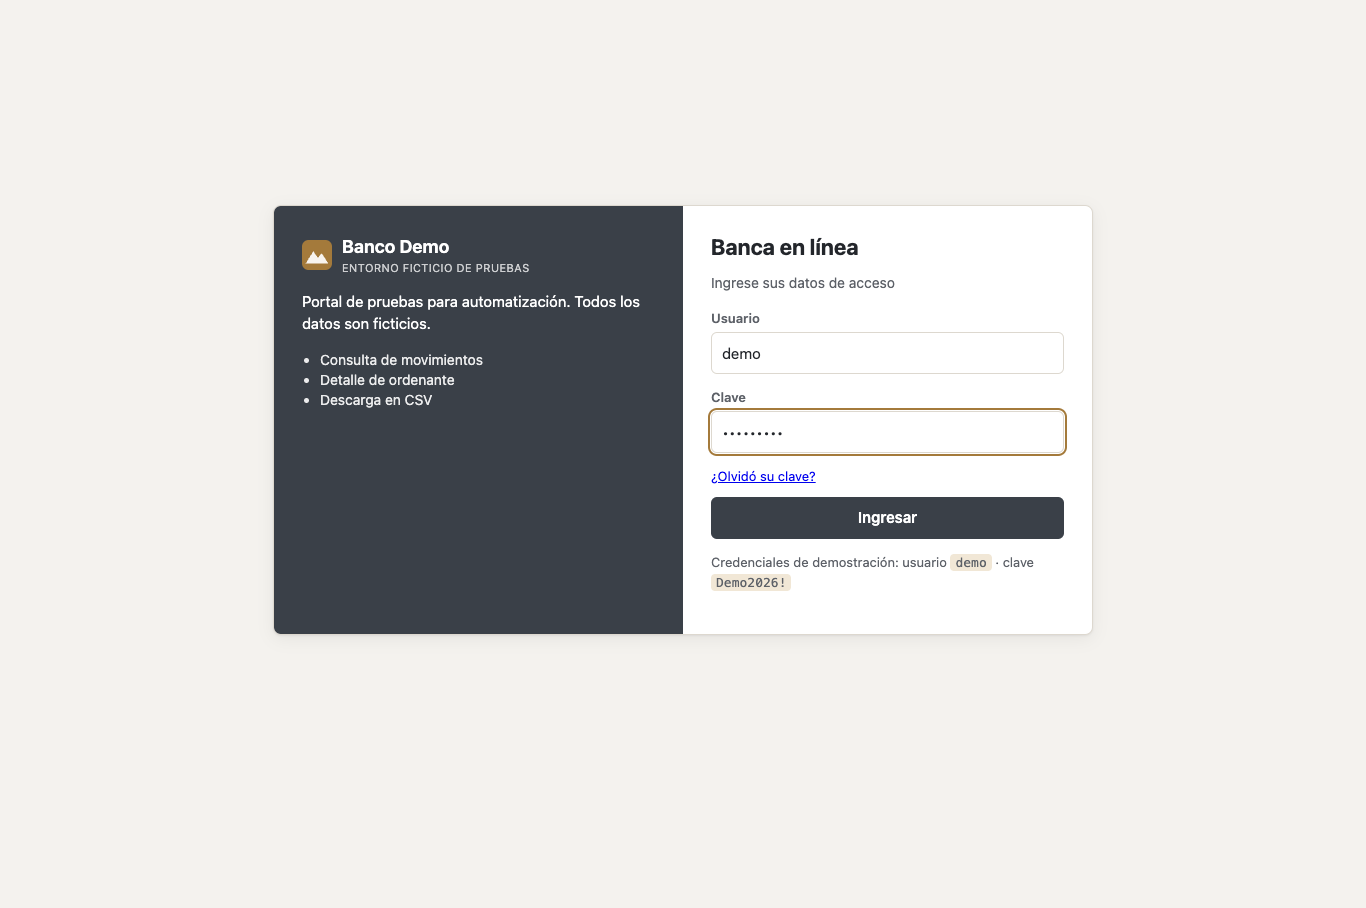 Banco Demo
ENTORNO FICTICIO DE PRUEBAS
Portal de pruebas para automatización. Todos los
datos son ficticios.
• Consulta de movimientos
• Detalle de ordenante
• Descarga en CSV
Banca en línea
Ingrese sus datos de acceso
Usuario
demo
Clave
•••••••••
¿Olvidó su clave?
Ingresar
Credenciales de demostración: usuario demo · clave
Demo2026!